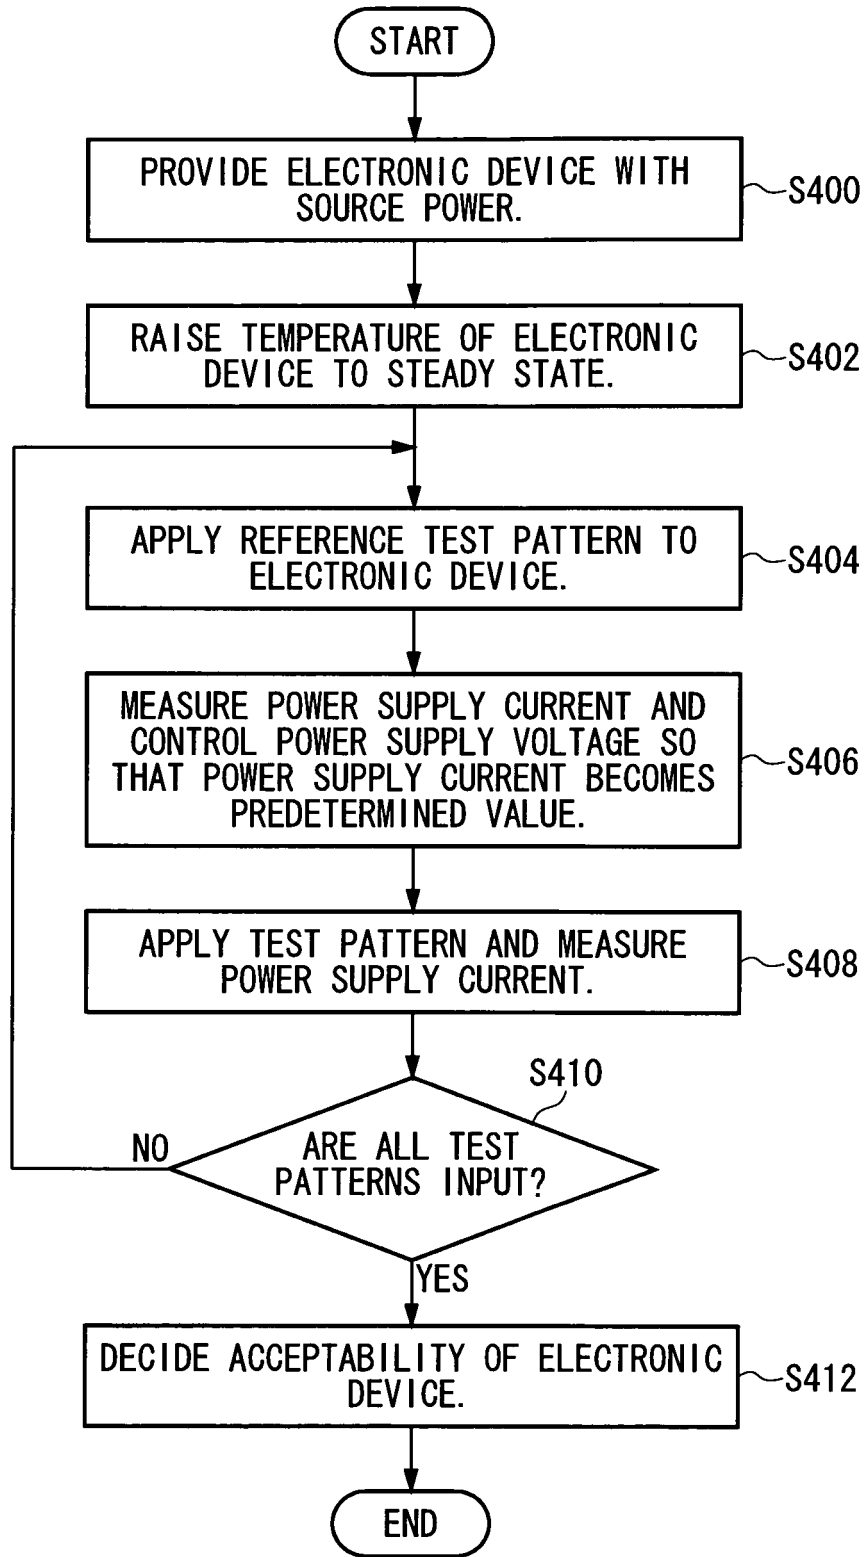 START
PROVIDE ELECTRONIC DEVICE WITH
SOURCE POWER.
S400
RAISE TEMPERATURE OF ELECTRONIC
DEVICE TO STEADY STATE.
S402
APPLY REFERENCE TEST PATTERN TO
ELECTRONIC DEVICE.
S404
MEASURE POWER SUPPLY CURRENT AND
CONTROL POWER SUPPLY VOLTAGE SO
THAT POWER SUPPLY CURRENT BECOMES
PREDETERMINED VALUE.
S406
APPLY TEST PATTERN AND MEASURE
POWER SUPPLY CURRENT.
S408
S410
ARE ALL TEST
PATTERNS INPUT?
NO
YES
DECIDE ACCEPTABILITY OF ELECTRONIC
DEVICE.
S412
END